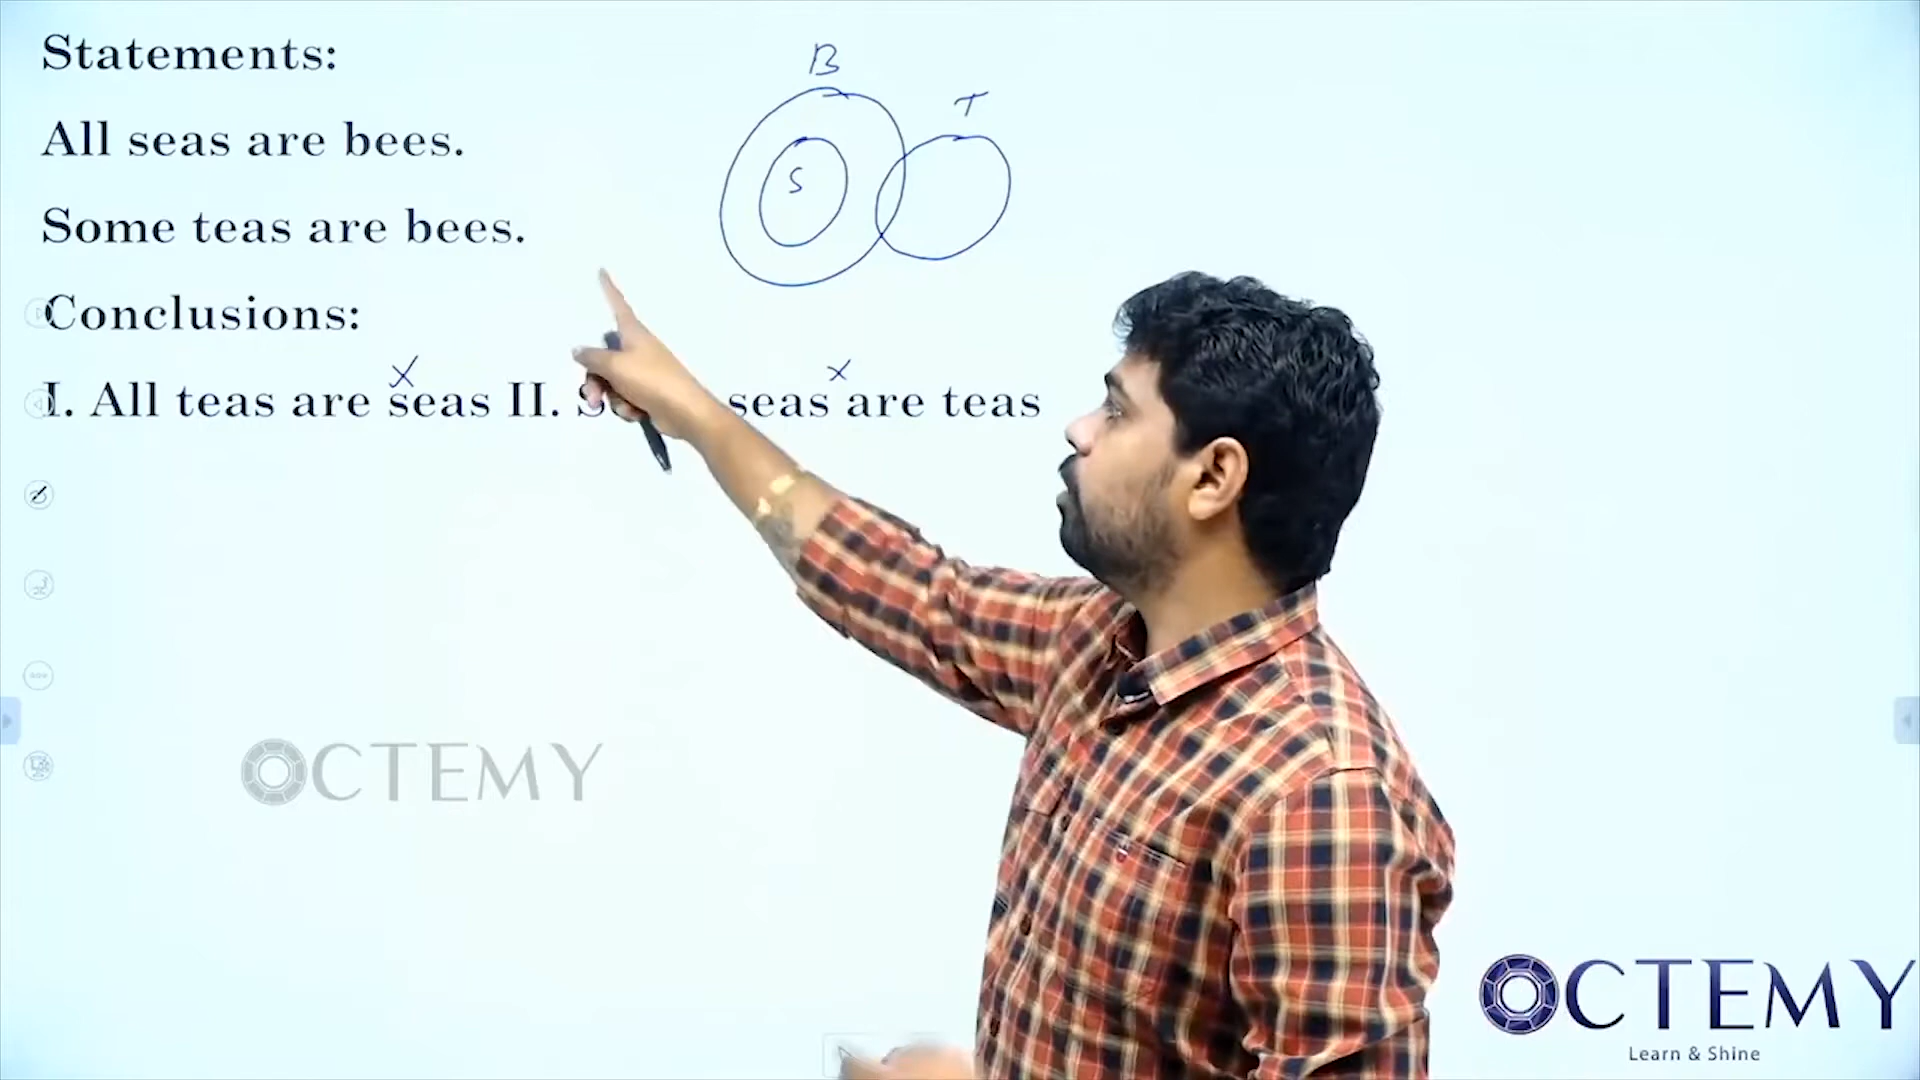 Statements:
B
T
All seas are bees.
S
Some teas are bees.
Conclusions:
I. All teas are seas II. seas are teas
OCTEMY
OCTEMY
Learn & Shine